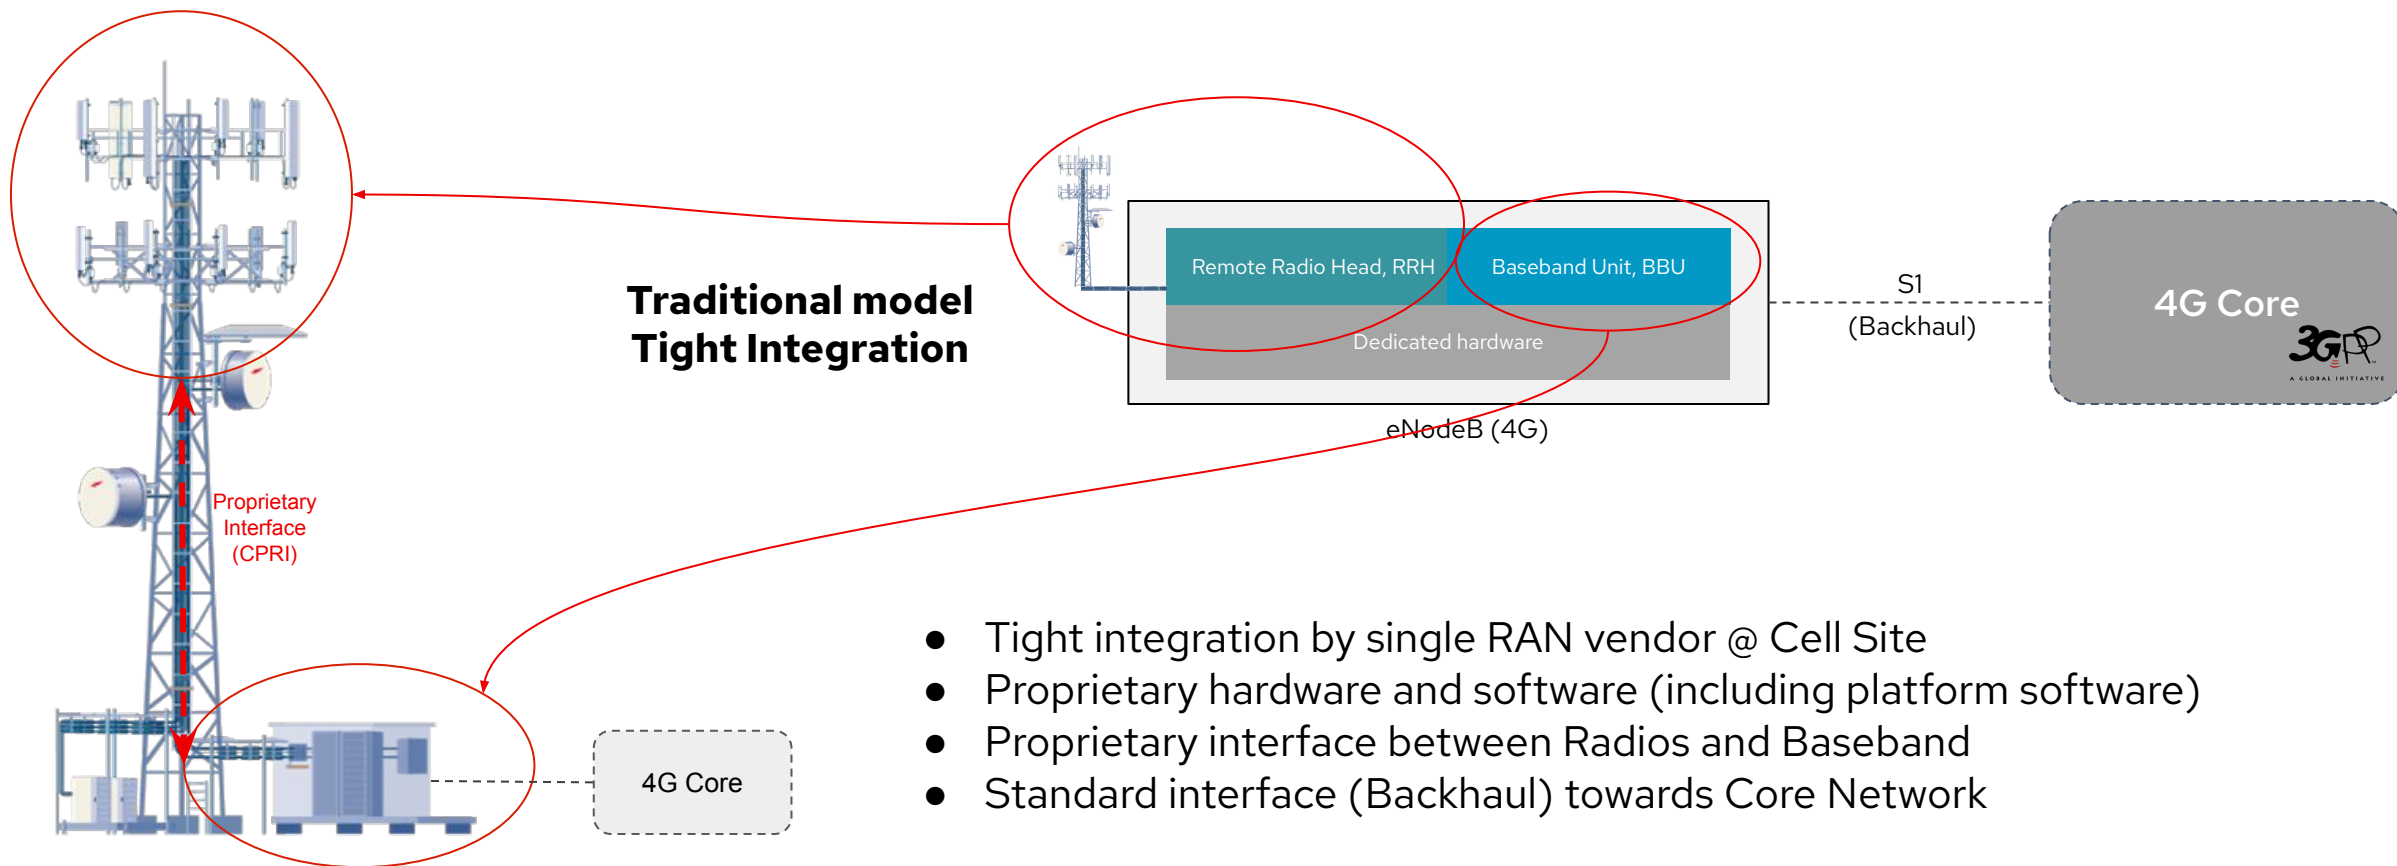 Traditional model
Tight Integration
Remote Radio Head, RRH
Baseband Unit, BBU
Dedicated hardware
eNodeB (4G)
S1
(Backhaul)
4G Core
3GPP
A GLOBAL INITIATIVE
Proprietary
Interface
(CPRI)
4G Core
● Tight integration by single RAN vendor @ Cell Site
● Proprietary hardware and software (including platform software)
● Proprietary interface between Radios and Baseband
● Standard interface (Backhaul) towards Core Network